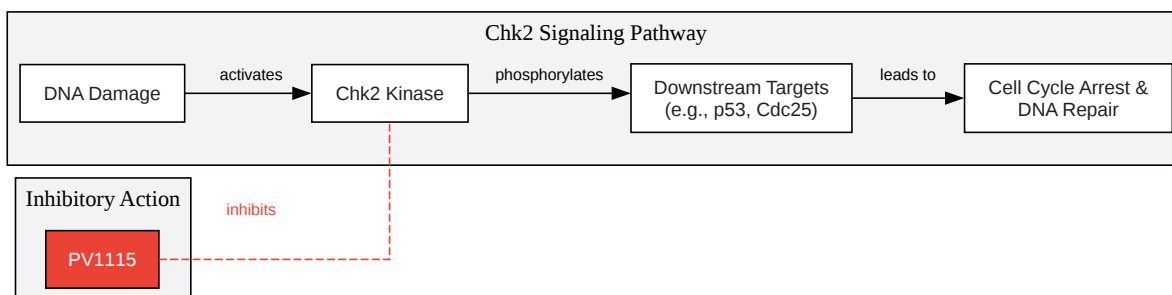 Chk2 Signaling Pathway
DNA Damage
activates
Chk2 Kinase
phosphorylates
Downstream Targets
(e.g., p53, Cdc25)
leads to
Cell Cycle Arrest &
DNA Repair
Inhibitory Action
inhibits
PV1115